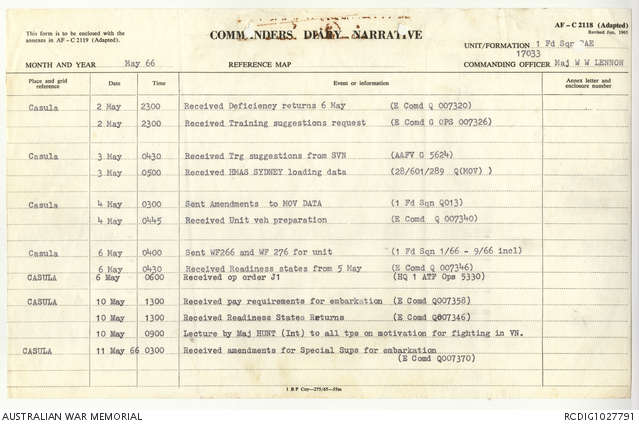 AF-C 2118 (Adapted)
Revised Jun, 1965
This form is to be enclosed with the
annexes in AF-C 2119 (Adapted).
COMMANDERS DIARY NARRATIVE
UNIT/FORMATION 1 Fd Sqn RAE
17033
MONTH AND YEAR May 66 REFERENCE MAP COMMANDING OFFICER Maj W W LENNON
Place and grid reference Date Time Event or information Annex letter and enclosure number
Casula 2 May 2300 Received Deficiency returns 6 May (E Comd Q 007320)
2 May 2300 Received Training suggestions request (E Comd G OPS 007326)
Casula 3 May 0430 Received Trg suggestions from SVN (AAFV G 5624)
3 May 0500 Received HMAS SYDNEY loading data (28/601/289 Q(MOV) )
Casula 4 May 0300 Sent Amendments to MOV DATA (1 Fd Sqn Q013)
4 May 0445 Received Unit veh preparation (E Comd Q 007340)
Casula 6 May 0400 Sent WF266 and WF 276 for unit (1 Fd Sqn 1/66 - 9/66 incl)
6 May 0430 Received Readiness states from 5 May (E Comd Q 007346)
CASULA 6 May 0600 Received op order J1 (HQ 1 ATF Ops 5330)
CASULA 10 May 1300 Received pay requirements for embarkation (E Comd Q007358)
10 May 1300 Received Readiness States Returns (E Comd Q007346)
10 May 0900 Lecture by Maj HUNT (Int) to all tps on motivation for fighting in VN.
CASULA 11 May 66 0300 Received amendments for Special Sups for embarkation
(E Comd Q007370)
AUSTRALIAN WAR MEMORIAL RCDIG1027791